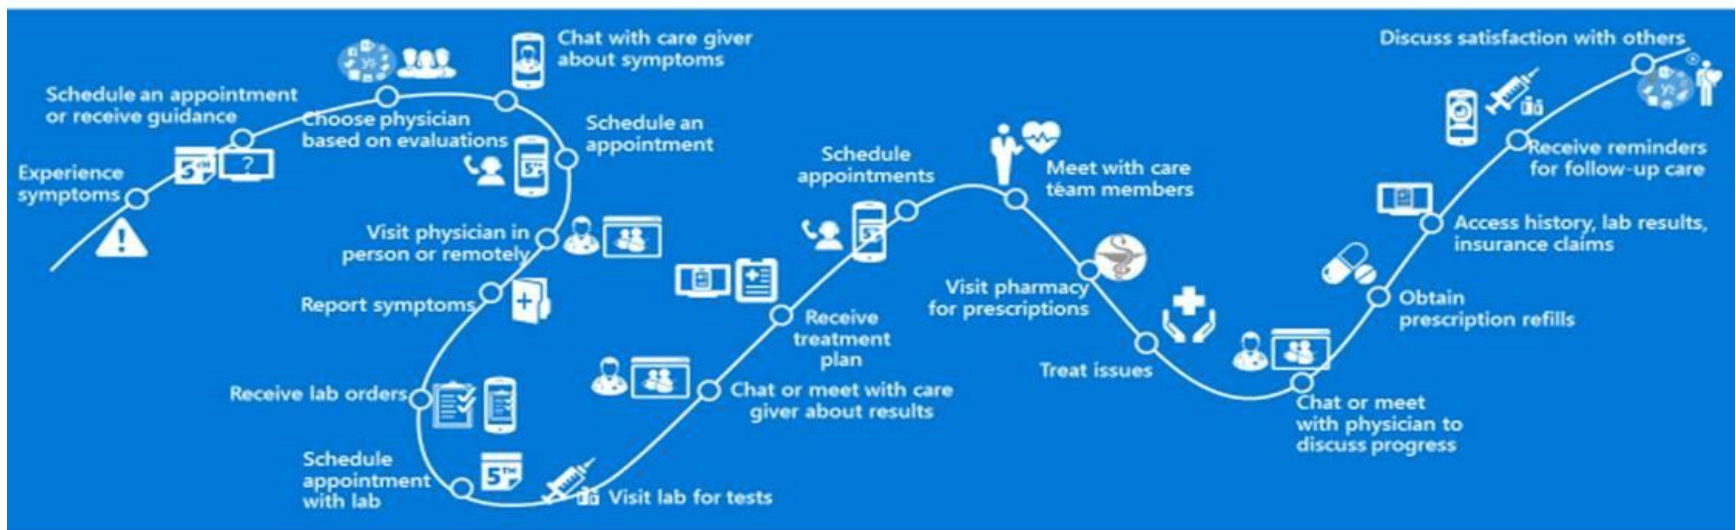 Experience
symptoms
Schedule an appointment
or receive guidance
5TH
?
Choose physician
based on evaluations
Chat with care giver
about symptoms
Schedule an
appointment
5TH
Visit physician in
person or remotely
Report symptoms
Receive lab orders
Schedule
appointment
with lab
5TH
Visit lab for tests
Chat or meet with care
giver about results
Receive
treatment
plan
Schedule
appointments
5TH
Meet with care
team members
Visit pharmacy
for prescriptions
Treat issues
Chat or meet
with physician to
discuss progress
Obtain
prescription refills
Access history, lab results,
insurance claims
Receive reminders
for follow-up care
Discuss satisfaction with others